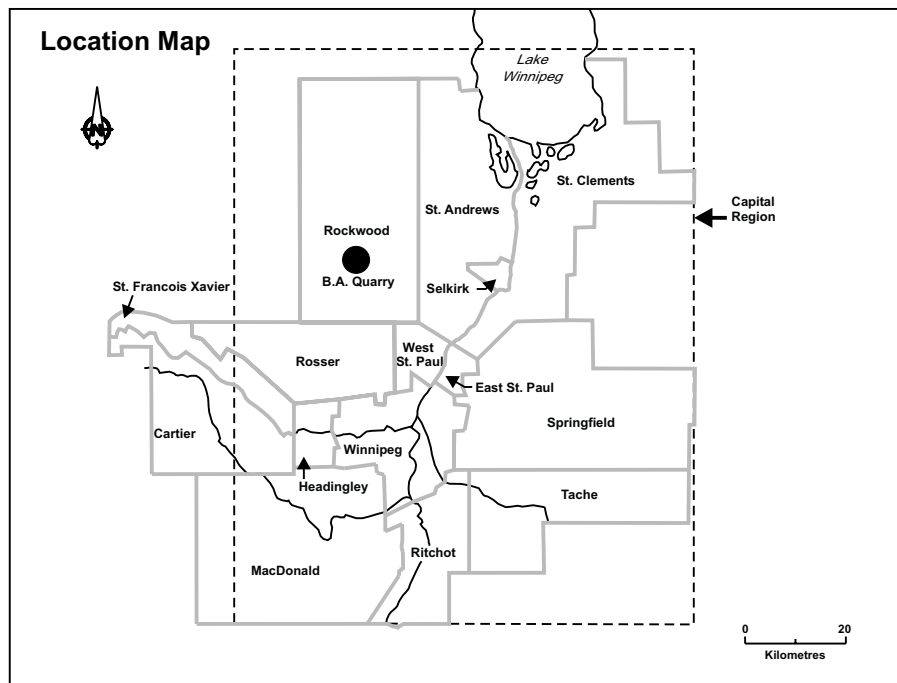 Location Map
Lake
Winnipeg
N
St. Clements
St. Andrews
Capital
Region
Rockwood
B.A. Quarry
Selkirk
St. Francois Xavier
West
St. Paul
Rosser
East St. Paul
Springfield
Cartier
Winnipeg
Headingley
Tache
Ritchot
MacDonald
0 20
Kilometres